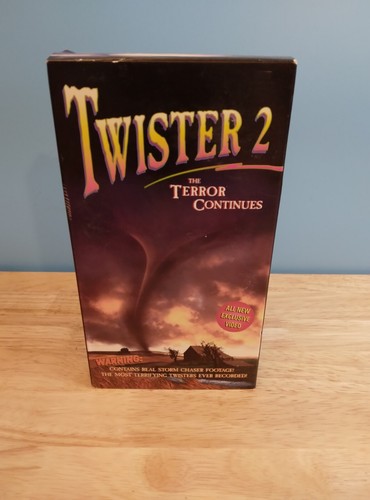 TWISTER 2
THE
TERROR
CONTINUES
ALL NEW
EXCLUSIVE
VIDEO
WARNING:
CONTAINS REAL STORM CHASER FOOTAGE!
THE MOST TERRIFYING TWISTERS EVER RECORDED!